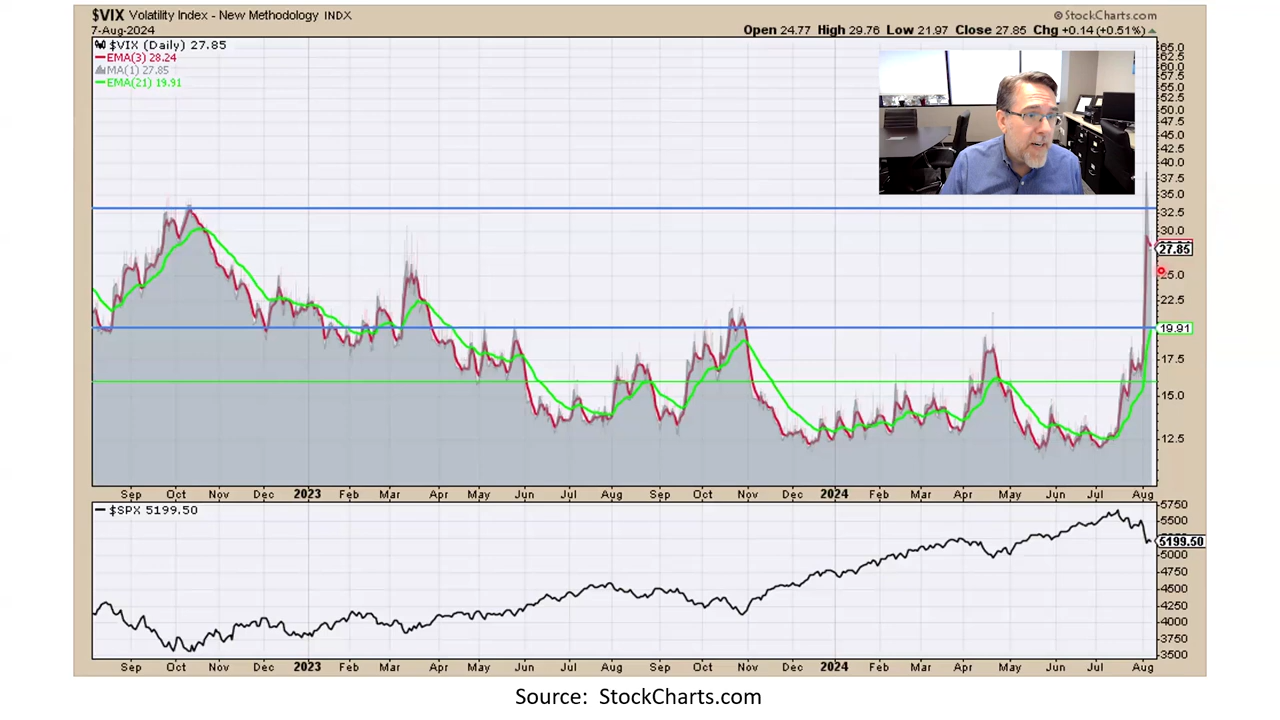 $VIX Volatility Index - New Methodology INDX
© StockCharts.com
7-Aug-2024
Open 24.77 High 29.76 Low 21.97 Close 27.85 Chg +0.14 (+0.51%)
$VIX (Daily) 27.85
EMA(3) 28.24
MA(1) 27.85
EMA(21) 19.91
65.0
62.5
60.0
57.5
55.0
52.5
50.0
47.5
45.0
42.5
40.0
37.5
35.0
32.5
30.0
27.85
25.0
22.5
19.91
17.5
15.0
12.5
Sep Oct Nov Dec 2023 Feb Mar Apr May Jun Jul Aug Sep Oct Nov Dec 2024 Feb Mar Apr May Jun Jul Aug
$SPX 5199.50
5750
5500
5199.50
5000
4750
4500
4250
4000
3750
3500
Sep Oct Nov Dec 2023 Feb Mar Apr May Jun Jul Aug Sep Oct Nov Dec 2024 Feb Mar Apr May Jun Jul Aug
Source: StockCharts.com